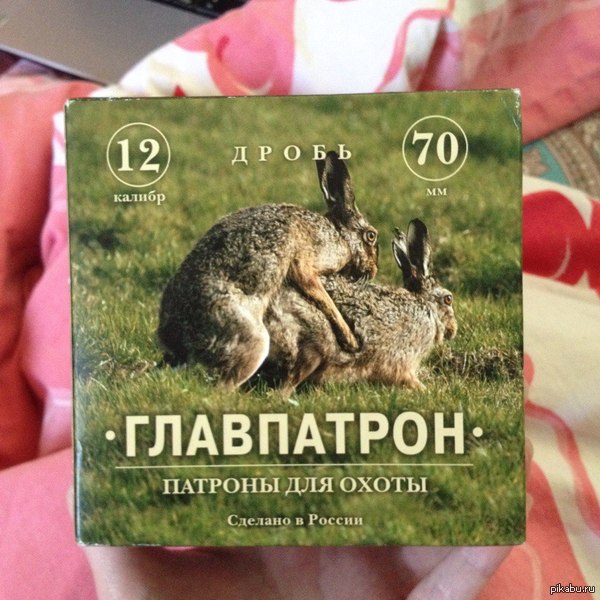 12
калибр
ДРОБЬ
70
мм
·ГЛАВПАТРОН·
ПАТРОНЫ ДЛЯ ОХОТЫ
Сделано в России
pikabu.ru